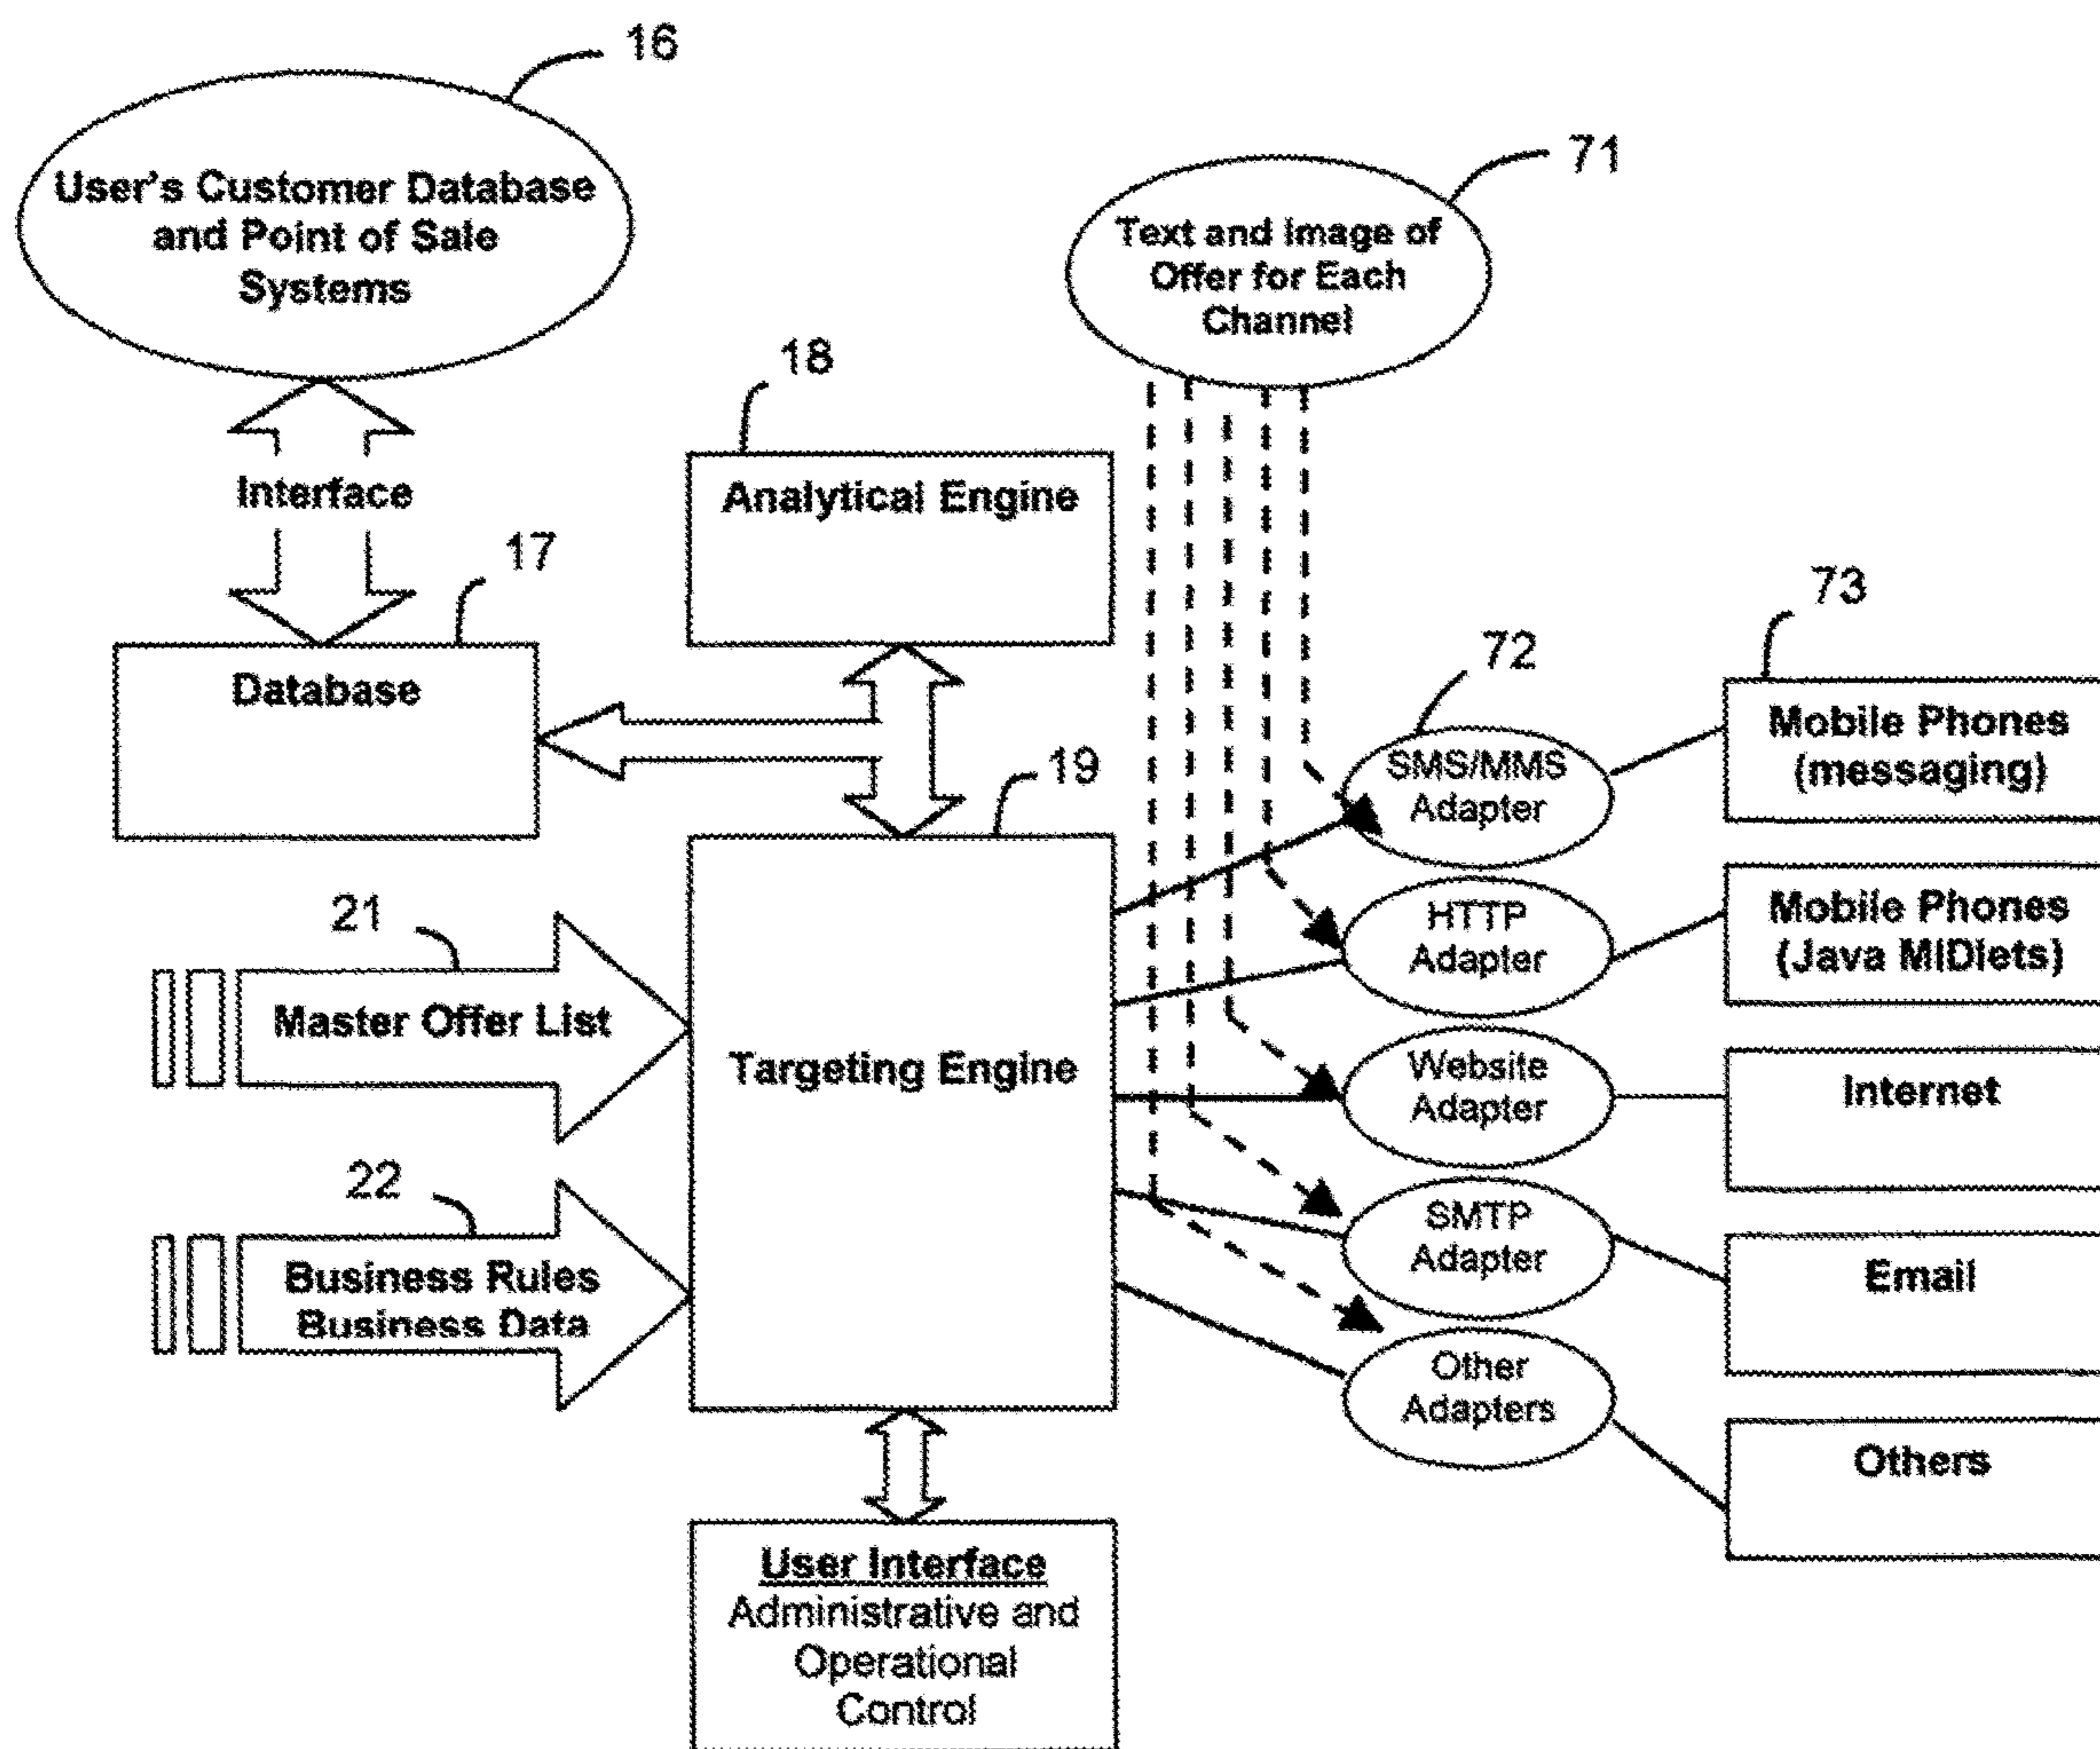 16
User's Customer Database
and Point of Sale
Systems
71
Text and Image of
Offer for Each
Channel
18
Interface
Analytical Engine
17
Database
73
72
Mobile Phones
(messaging)
SMS/MMS
Adapter
19
21
Master Offer List
HTTP
Adapter
Mobile Phones
(Java MIDlets)
Targeting Engine
Website
Adapter
Internet
22
Business Rules
Business Data
SMTP
Adapter
Email
Other
Adapters
Others
User Interface
Administrative and
Operational
Control